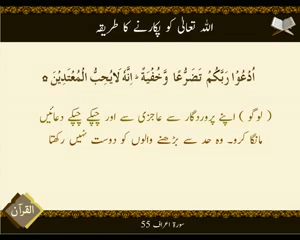 اللہ تعالیٰ کو پکارنے کا طریقہ
اُدْعُوْا رَبَّكُمْ تَضَرُّعًا وَّخُفْيَةً ؕ اِنَّهٗ لَايُحِبُّ الْمُعْتَدِيْنَ ۝
( لوگو ) اپنے پروردگار سے عاجزی سے اور چپکے چپکے دعائیں
مانگا کرو۔ وہ حد سے بڑھنے والوں کو دوست نہیں رکھتا
القرآن
سورۃ اعراف 55